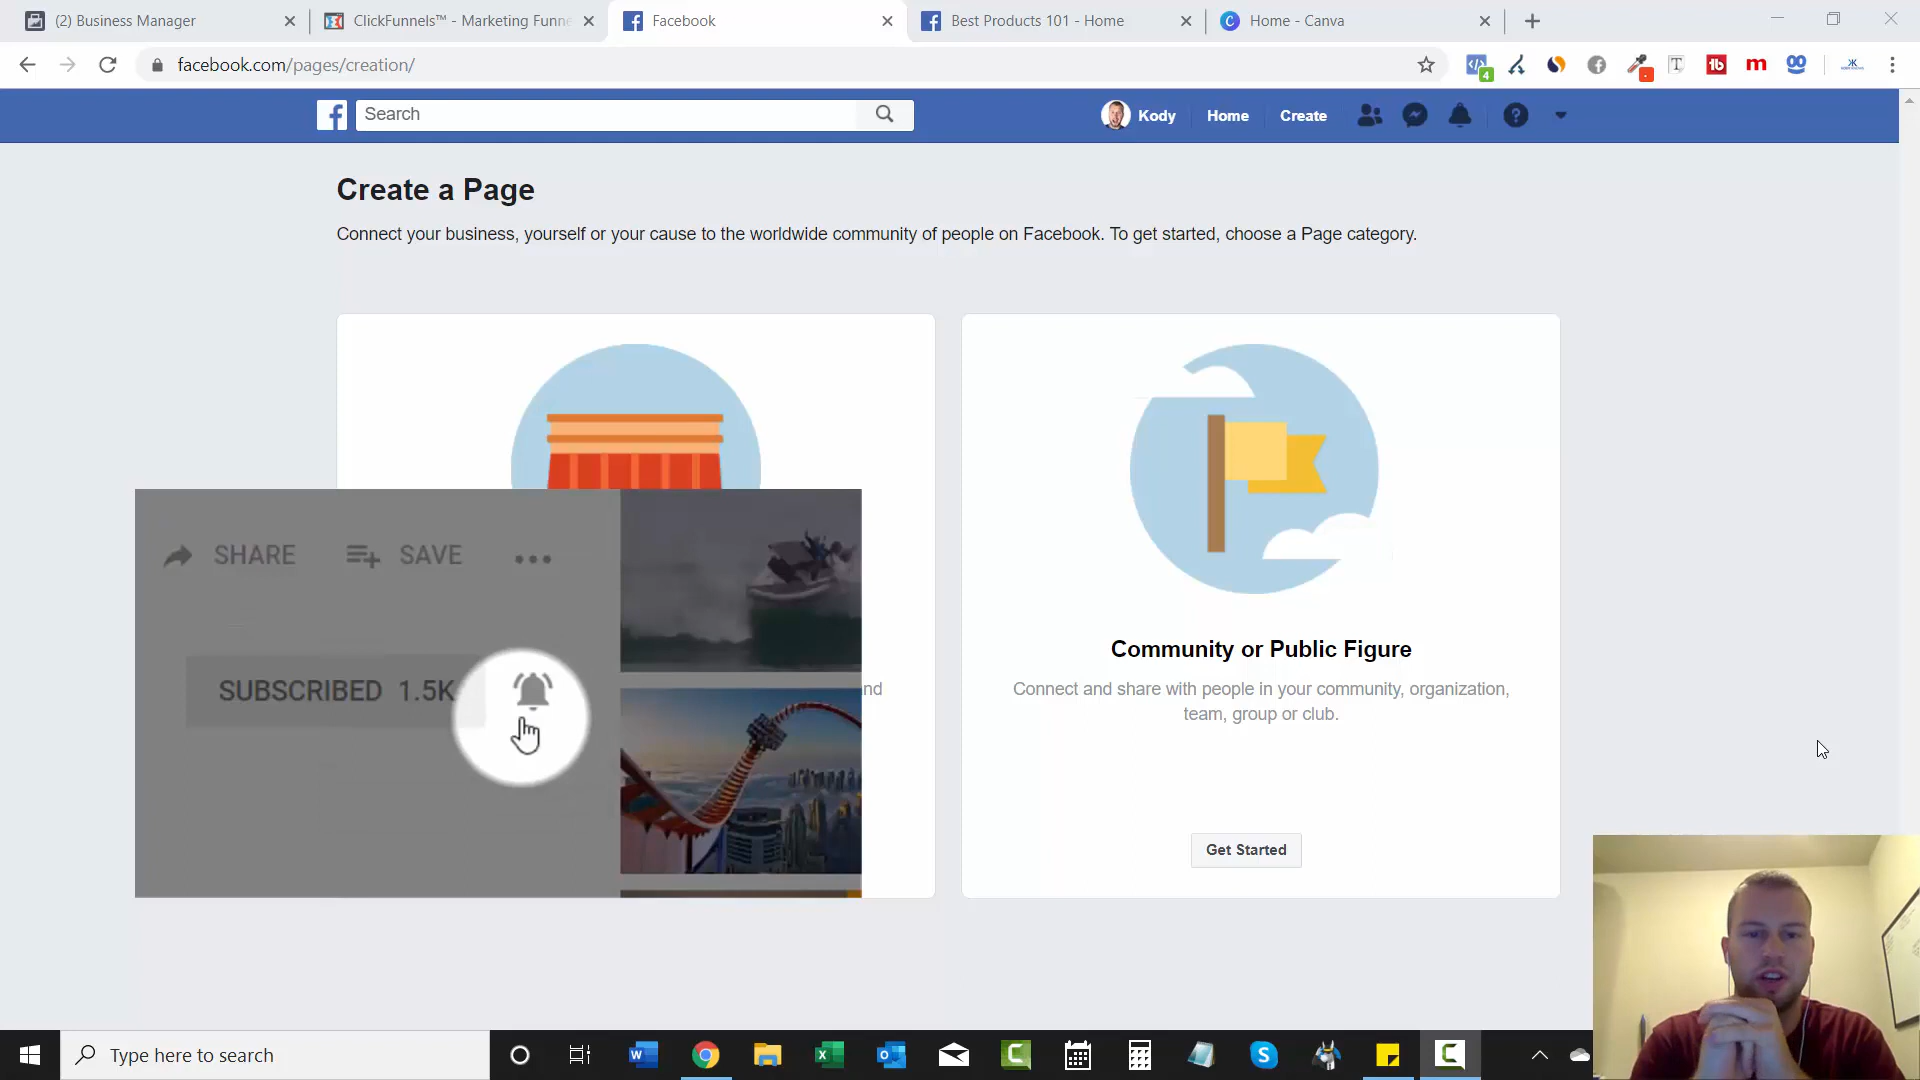 (2) Business Manager
ClickFunnels™ - Marketing Funne
Facebook
Best Products 101 - Home
Home - Canva
facebook.com/pages/creation/
4
Search
Kody
Home
Create
Create a Page
Connect your business, yourself or your cause to the worldwide community of people on Facebook. To get started, choose a Page category.
SHARE
SAVE
SUBSCRIBED 1.5K
nd
Community or Public Figure
Connect and share with people in your community, organization,
team, group or club.
Get Started
Type here to search